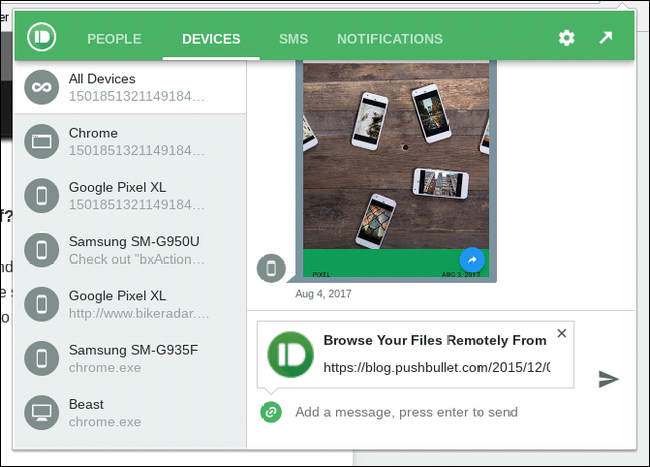 er
PEOPLE DEVICES SMS NOTIFICATIONS
All Devices
1501851321149184...
Chrome
1501851321149184...
Google Pixel XL
1501851321149184...
Samsung SM-G950U
Check out "bxAction...
Google Pixel XL
http://www.bikeradar....
Samsung SM-G935F
chrome.exe
Beast
chrome.exe
f?
nd
e s
o
PIXEL AUG 3, 2017
Aug 4, 2017
Browse Your Files Remotely From
https://blog.pushbullet.com/2015/12/0
Add a message, press enter to send